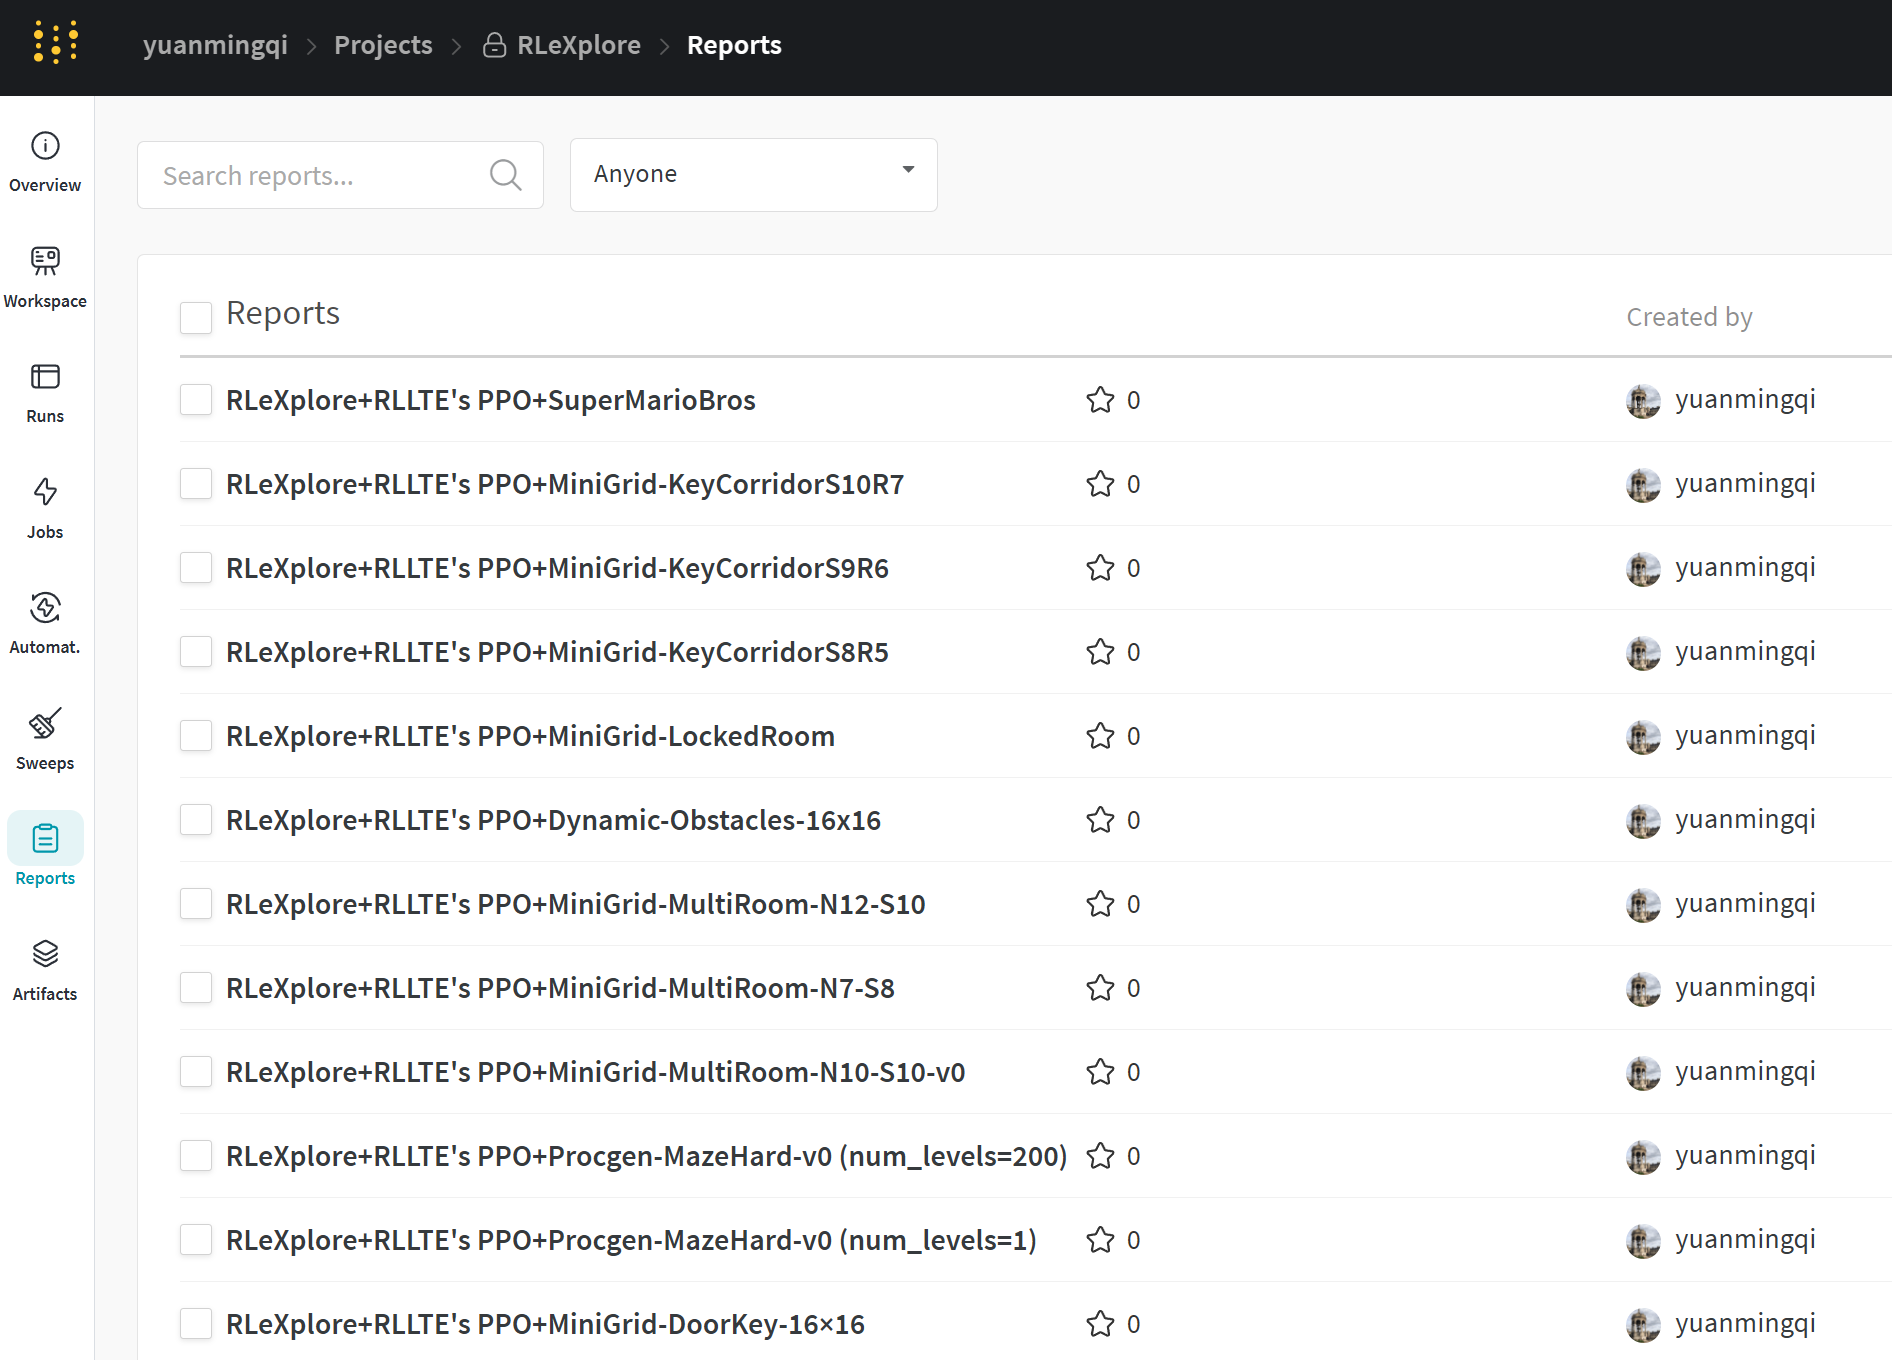 yuanmingqi > Projects > RLeXplore > Reports
Search reports...
Anyone
Overview
Workspace
Runs
Jobs
Automat.
Sweeps
Reports
Artifacts
Reports Created by
RLeXplore+RLLTE's PPO+SuperMarioBros 0 yuanmingqi
RLeXplore+RLLTE's PPO+MiniGrid-KeyCorridorS10R7 0 yuanmingqi
RLeXplore+RLLTE's PPO+MiniGrid-KeyCorridorS9R6 0 yuanmingqi
RLeXplore+RLLTE's PPO+MiniGrid-KeyCorridorS8R5 0 yuanmingqi
RLeXplore+RLLTE's PPO+MiniGrid-LockedRoom 0 yuanmingqi
RLeXplore+RLLTE's PPO+Dynamic-Obstacles-16x16 0 yuanmingqi
RLeXplore+RLLTE's PPO+MiniGrid-MultiRoom-N12-S10 0 yuanmingqi
RLeXplore+RLLTE's PPO+MiniGrid-MultiRoom-N7-S8 0 yuanmingqi
RLeXplore+RLLTE's PPO+MiniGrid-MultiRoom-N10-S10-v0 0 yuanmingqi
RLeXplore+RLLTE's PPO+Procgen-MazeHard-v0 (num_levels=200) 0 yuanmingqi
RLeXplore+RLLTE's PPO+Procgen-MazeHard-v0 (num_levels=1) 0 yuanmingqi
RLeXplore+RLLTE's PPO+MiniGrid-DoorKey-16×16 0 yuanmingqi